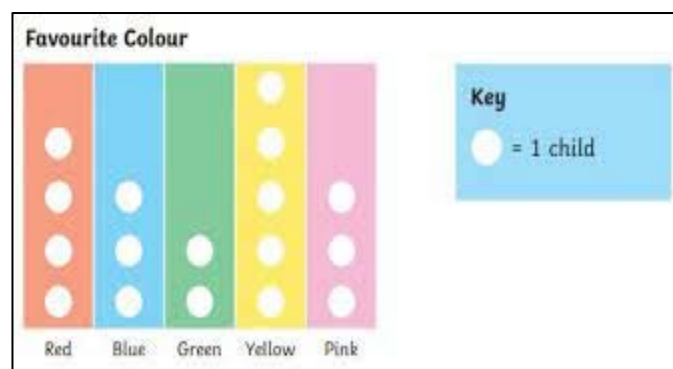 Favourite Colour
Key
= 1 child
Red Blue Green Yellow Pink